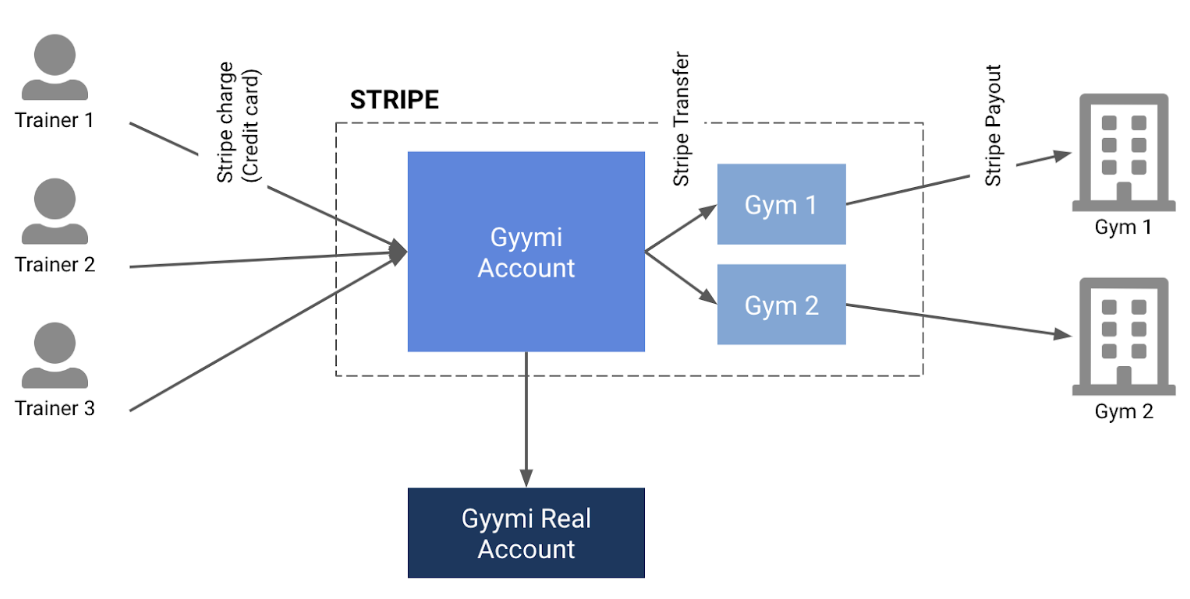 Trainer 1
Trainer 2
Trainer 3
Stripe charge
(Credit card)
STRIPE
Gyymi
Account
Stripe Transfer
Gym 1
Gym 2
Stripe Payout
Gym 1
Gym 2
Gyymi Real
Account